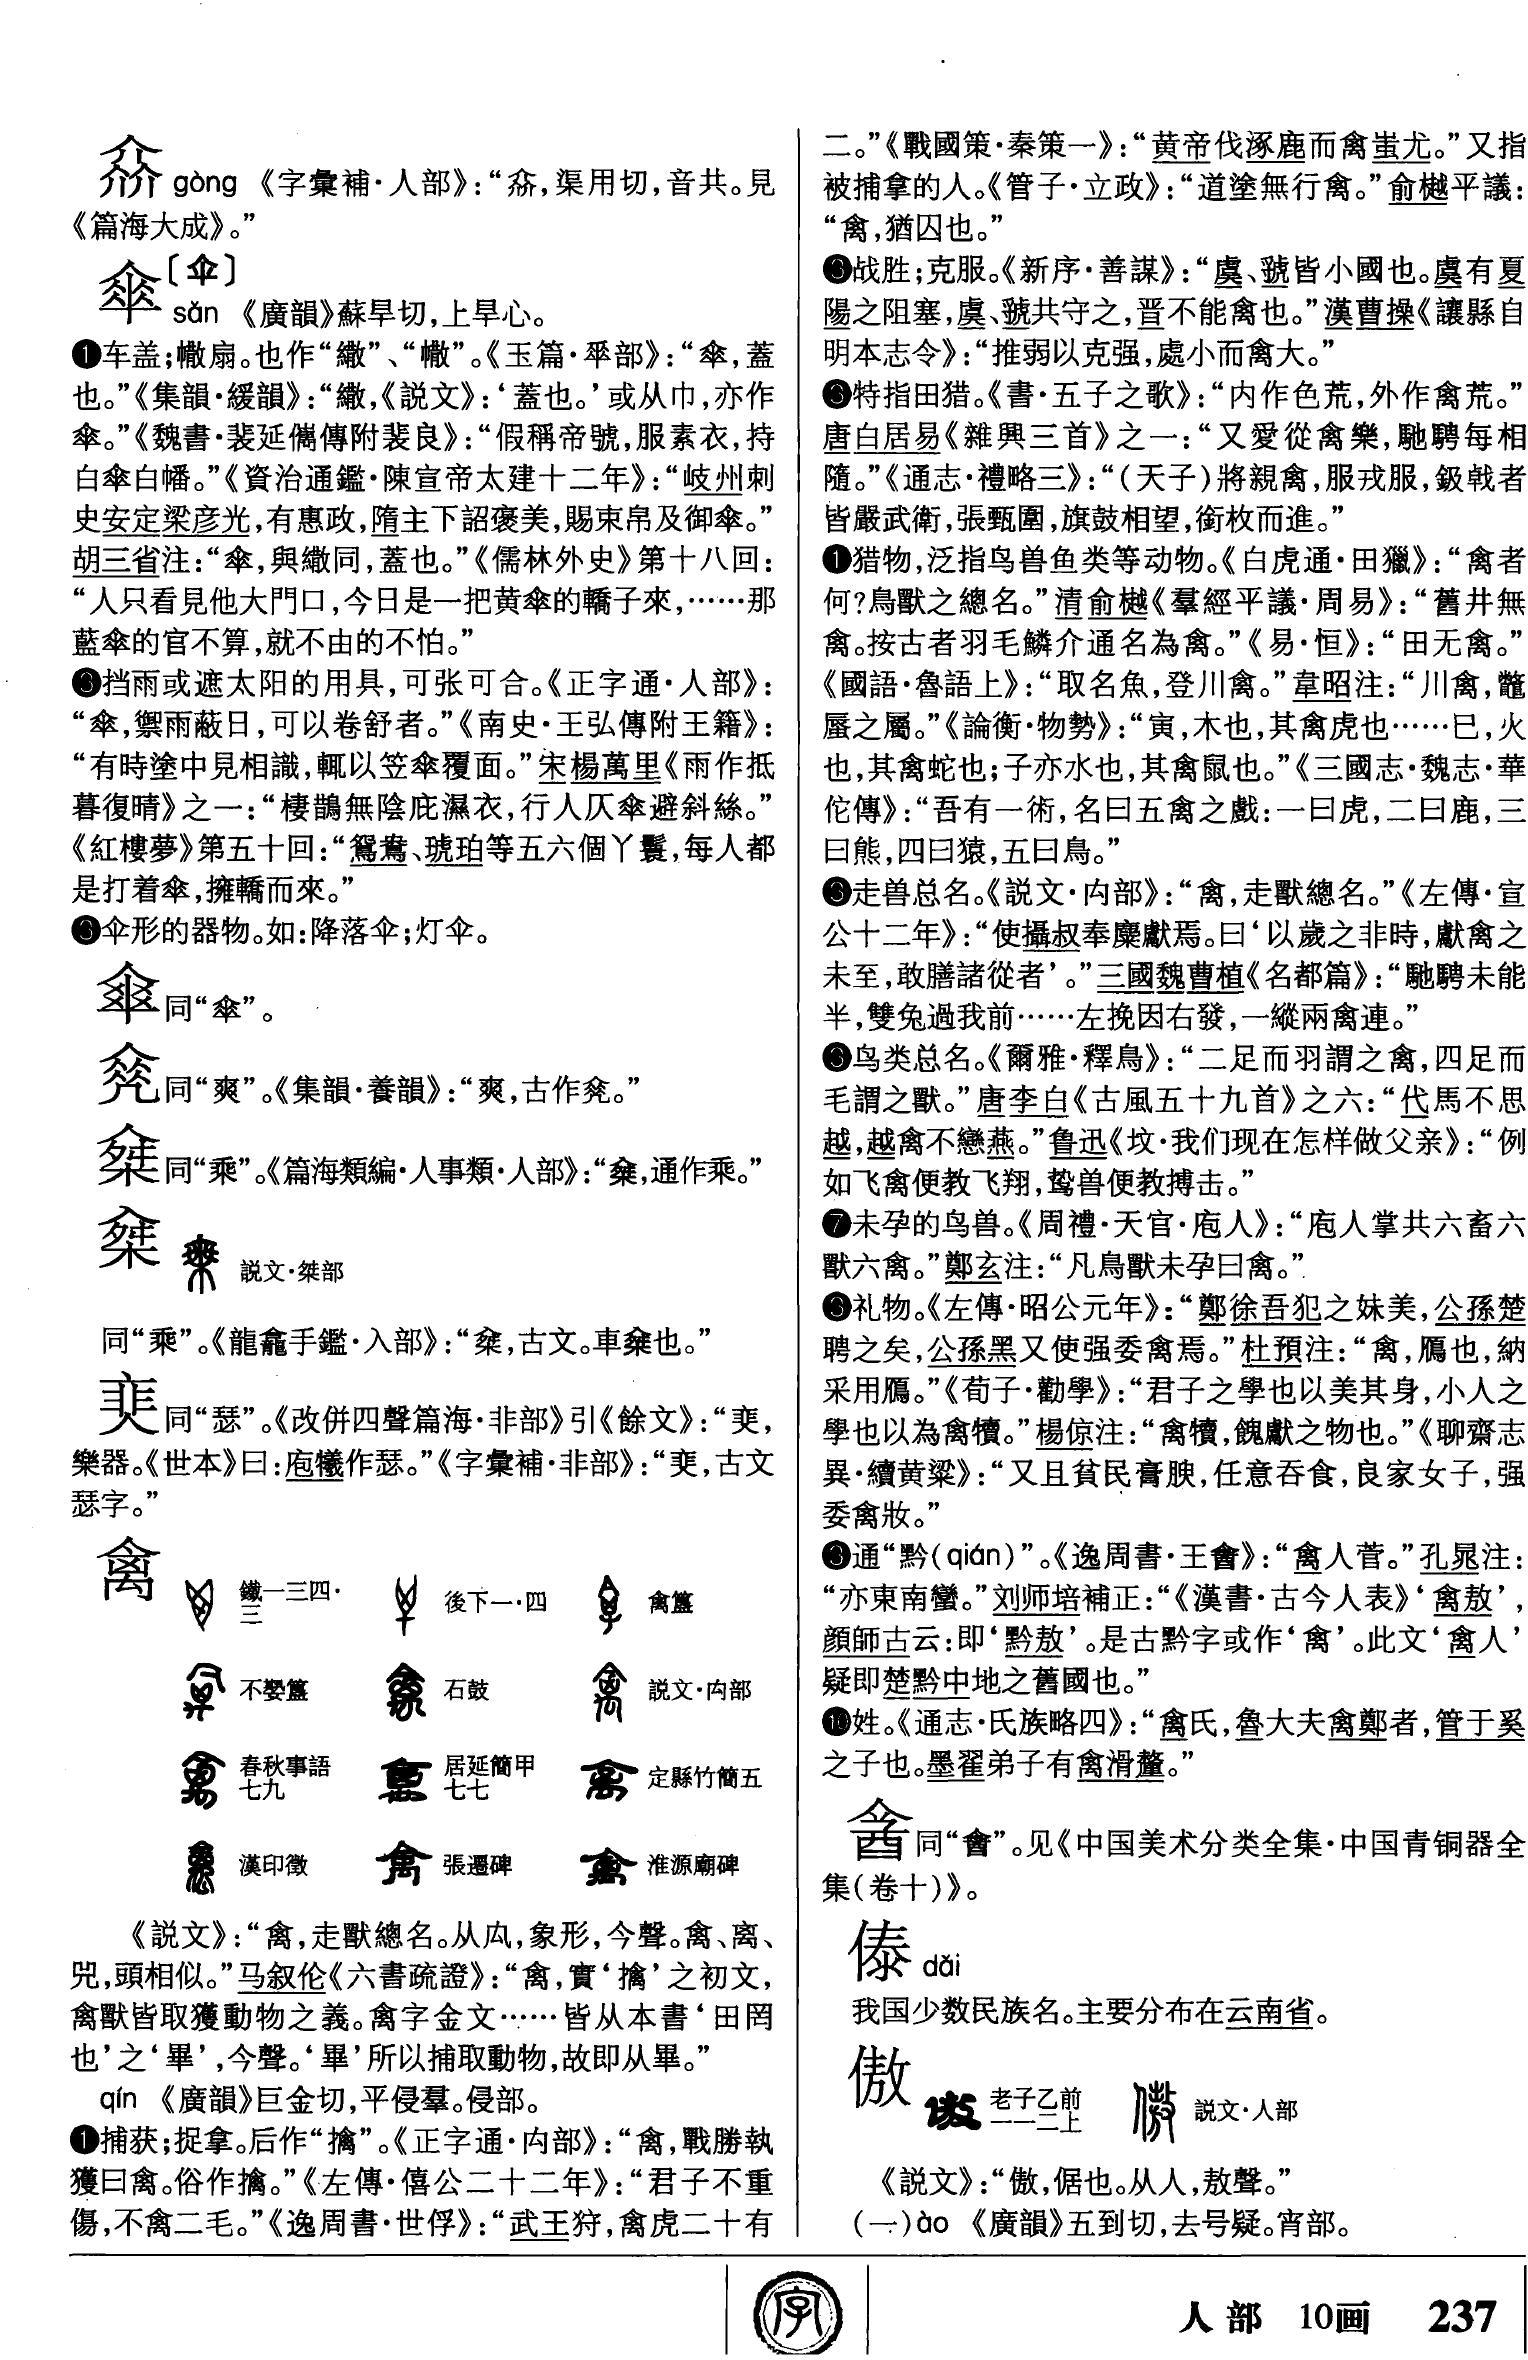 gòng 《字彙補·人部》：“㚏，渠用切，音共。見
《篇海大成》。”
傘〔伞〕
sǎn 《廣韻》蘇旱切，上旱心。
❶车盖；幰扇。也作“繖”、“㡧”。《玉篇·㐺部》：“傘，蓋
也。”《集韻·緩韻》：“繖，《説文》：‘蓋也。’或从巾，亦作
傘。”《魏書·裴延儁傳附裴良》：“假稱帝號，服素衣，持
白傘白幡。”《資治通鑑·陳宣帝太建十二年》：“岐州刺
史安定梁彦光，有惠政，隋主下詔褒美，賜束帛及御傘。”
胡三省注：“傘，與繖同，蓋也。”《儒林外史》第十八回：
“人只看見他大門口，今日是一把黄傘的轎子來，……那
藍傘的官不算，就不由的不怕。”
❸挡雨或遮太阳的用具，可张可合。《正字通·人部》：
“傘，禦雨蔽日，可以卷舒者。”《南史·王弘傳附王籍》：
“有時塗中見相識，輒以笠傘覆面。”宋楊萬里《雨作抵
暮復晴》之一：“棲鵲無陰庇濕衣，行人仄傘避斜絲。”
《紅樓夢》第五十回：“鴛鴦、琥珀等五六個丫鬟，每人都
是打着傘，擁轎而來。”
❸伞形的器物。如：降落伞；灯伞。
同“傘”。
同“爽”。《集韻·養韻》：“爽，古作㸑。”
同“乘”。《篇海類編·人事類·人部》：“椉，通作乘。”
椉 説文·桀部
同“乘”。《龍龕手鑑·入部》：“椉，古文。車椉也。”
同“瑟”。《改併四聲篇海·非部》引《餘文》：“㻎，
樂器。《世本》曰：庖犧作瑟。”《字彙補·非部》：“㻎，古文
瑟字。”
禽 鐵一三四·三 後下一·四 禽簋
不𡢁簋 石鼓 説文·禸部
春秋事語七九 居延簡甲七七 定縣竹簡五
漢印徵 張遷碑 淮源廟碑
《説文》：“禽，走獸總名。从禸，象形，今聲。禽、离、
兕，頭相似。”马叙伦《六書疏證》：“禽，實‘擒’之初文，
禽獸皆取獲動物之義。禽字金文……皆从本書‘田罔
也’之‘畢’，今聲。‘畢’所以捕取動物，故即从畢。”
qín 《廣韻》巨金切，平侵羣。侵部。
❶捕获；捉拿。后作“擒”。《正字通·禸部》：“禽，戰勝執
獲曰禽。俗作擒。”《左傳·僖公二十二年》：“君子不重
傷，不禽二毛。”《逸周書·世俘》：“武王狩，禽虎二十有
二。”《戰國策·秦策一》：“黄帝伐涿鹿而禽蚩尤。”又指
被捕拿的人。《管子·立政》：“道塗無行禽。”俞樾平議：
“禽，猶囚也。”
❸战胜；克服。《新序·善謀》：“虞、虢皆小國也。虞有夏
陽之阻塞，虞、虢共守之，晋不能禽也。”漢曹操《讓縣自
明本志令》：“推弱以克强，處小而禽大。”
❸特指田猎。《書·五子之歌》：“内作色荒，外作禽荒。”
唐白居易《雜興三首》之一：“又愛從禽樂，馳騁每相
隨。”《通志·禮略三》：“（天子）將親禽，服戎服，鈒戟者
皆嚴武衛，張甄圍，旗鼓相望，銜枚而進。”
❶猎物，泛指鸟兽鱼类等动物。《白虎通·田獵》：“禽者
何？鳥獸之總名。”清俞樾《羣經平議·周易》：“舊井無
禽。按古者羽毛鱗介通名為禽。”《易·恒》：“田无禽。”
《國語·魯語上》：“取名魚，登川禽。”韋昭注：“川禽，鼈
蜃之屬。”《論衡·物勢》：“寅，木也，其禽虎也……巳，火
也，其禽蛇也；子亦水也，其禽鼠也。”《三國志·魏志·華
佗傳》：“吾有一術，名曰五禽之戲：一曰虎，二曰鹿，三
曰熊，四曰猿，五曰鳥。”
❸走兽总名。《説文·禸部》：“禽，走獸總名。”《左傳·宣
公十二年》：“使攝叔奉麋獻焉。曰‘以歲之非時，獻禽之
未至，敢膳諸從者’。”三國魏曹植《名都篇》：“馳騁未能
半，雙兔過我前……左挽因右發，一縱兩禽連。”
❸鸟类总名。《爾雅·釋鳥》：“二足而羽謂之禽，四足而
毛謂之獸。”唐李白《古風五十九首》之六：“代馬不思
越，越禽不戀燕。”鲁迅《坟·我们现在怎样做父亲》：“例
如飞禽便教飞翔，鸷兽便教搏击。”
❼未孕的鸟兽。《周禮·天官·庖人》：“庖人掌共六畜六
獸六禽。”鄭玄注：“凡鳥獸未孕曰禽。”
❸礼物。《左傳·昭公元年》：“鄭徐吾犯之妹美，公孫楚
聘之矣，公孫黑又使强委禽焉。”杜預注：“禽，鴈也，納
采用鴈。”《荀子·勸學》：“君子之學也以美其身，小人之
學也以為禽犢。”楊倞注：“禽犢，餽獻之物也。”《聊齋志
異·續黄粱》：“又且貧民膏腴，任意吞食，良家女子，强
委禽妝。”
❸通“黔（qián）”。《逸周書·王會》：“禽人菅。”孔晁注：
“亦東南蠻。”刘师培補正：“《漢書·古今人表》‘禽敖’，
顔師古云：即‘黔敖’。是古黔字或作‘禽’。此文‘禽人’
疑即楚黔中地之舊國也。”
❿姓。《通志·氏族略四》：“禽氏，魯大夫禽鄭者，管于奚
之子也。墨翟弟子有禽滑釐。”
同“會”。见《中国美术分类全集·中国青铜器全
集（卷十）》。
傣 dǎi
我国少数民族名。主要分布在云南省。
傲 老子乙前一一二上 説文·人部
《説文》：“傲，倨也。从人，敖聲。”
（一）ào 《廣韻》五到切，去号疑。宵部。
字
人部 10画 237